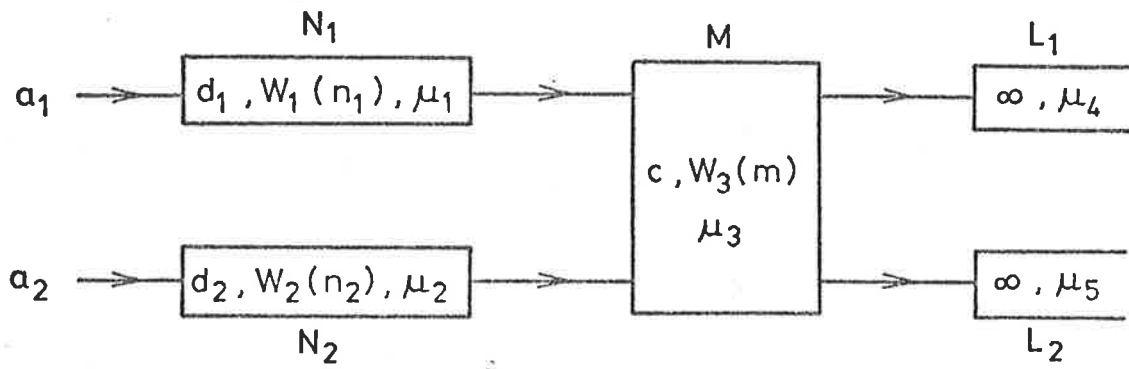 N₁
M
L₁
a₁
d₁, W₁(n₁), μ₁
∞, μ₄
c, W₃(m)
μ₃
a₂
d₂, W₂(n₂), μ₂
∞, μ₅
N₂
L₂